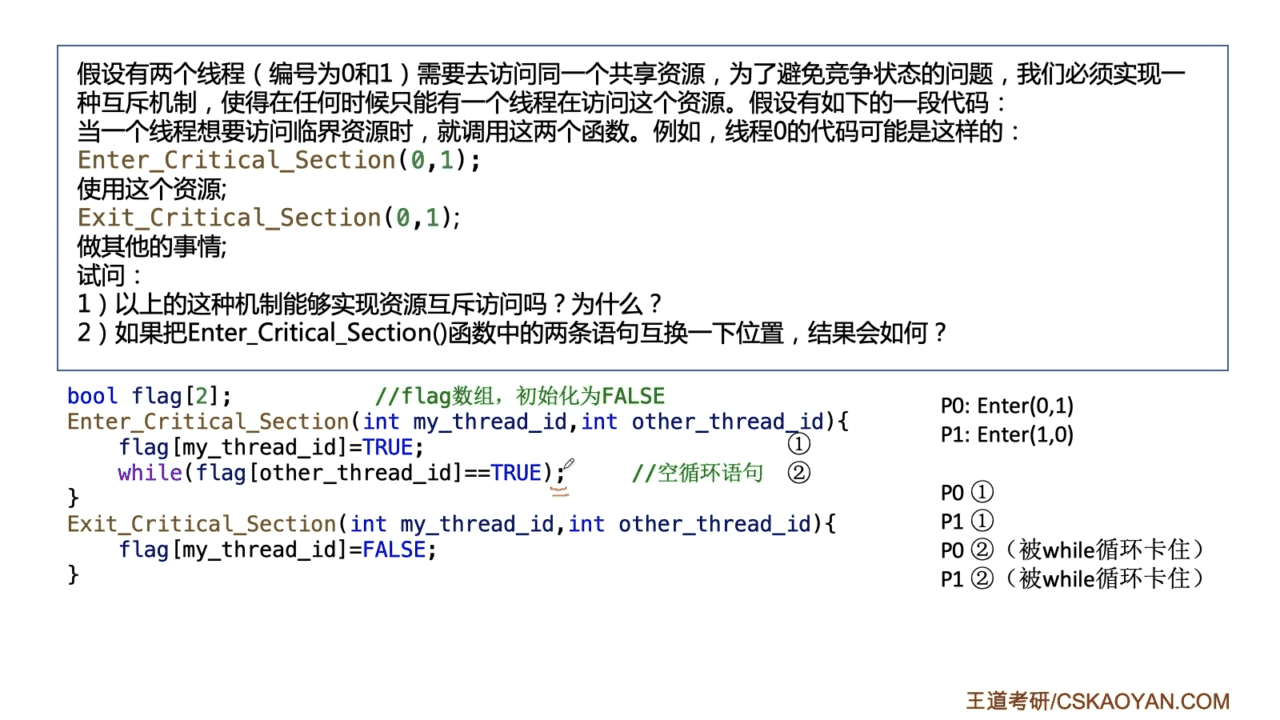 假设有两个线程（编号为0和1）需要去访问同一个共享资源，为了避免竞争状态的问题，我们必须实现一
种互斥机制，使得在任何时候只能有一个线程在访问这个资源。假设有如下的一段代码：
当一个线程想要访问临界资源时，就调用这两个函数。例如，线程0的代码可能是这样的：
Enter_Critical_Section(0,1);
使用这个资源;
Exit_Critical_Section(0,1);
做其他的事情;
试问：
1）以上的这种机制能够实现资源互斥访问吗？为什么？
2）如果把Enter_Critical_Section()函数中的两条语句互换一下位置，结果会如何？
bool flag[2]; //flag数组，初始化为FALSE
Enter_Critical_Section(int my_thread_id,int other_thread_id){
flag[my_thread_id]=TRUE; ①
while(flag[other_thread_id]==TRUE); //空循环语句 ②
}
Exit_Critical_Section(int my_thread_id,int other_thread_id){
flag[my_thread_id]=FALSE;
}
P0: Enter(0,1)
P1: Enter(1,0)
P0 ①
P1 ①
P0 ②（被while循环卡住）
P1 ②（被while循环卡住）
王道考研/CSKAOYAN.COM